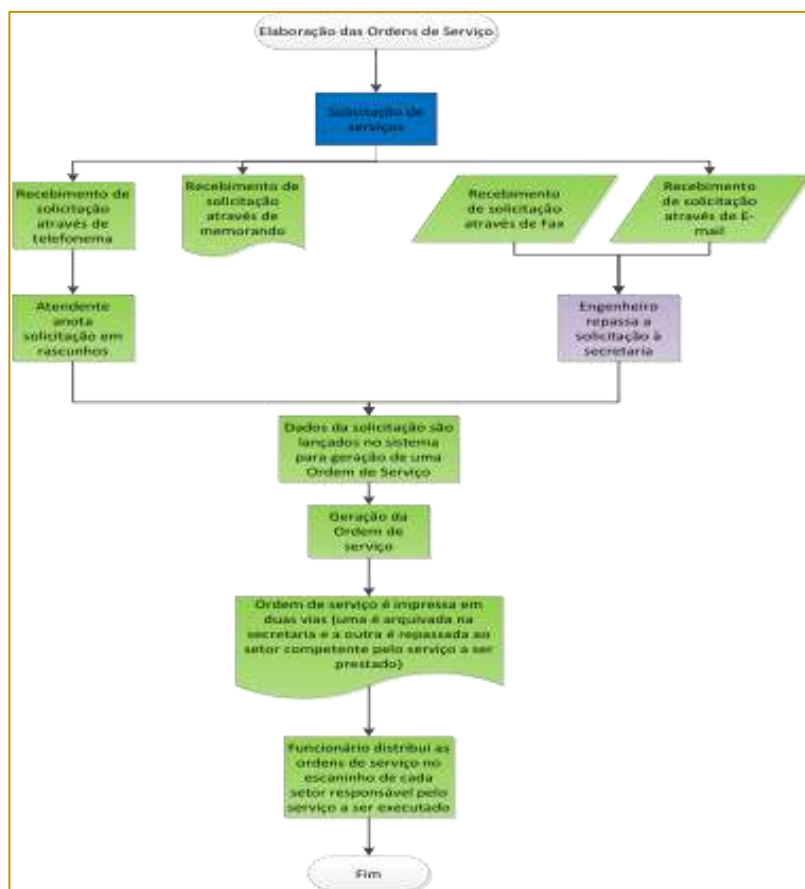 Elaboração das Ordens de Serviço
Solicitação de
serviços
Recebimento de
solicitação
através de
telefonema
Recebimento de
solicitação
através de
memorando
Recebimento
de solicitação
através de Fax
Recebimento
de solicitação
através de E-
mail
Atendente
anota
solicitação em
rascunhos
Engenheiro
repassa a
solicitação à
secretaria
Dados da solicitação são
lançados no sistema
para geração de uma
Ordem de Serviço
Geração da
Ordem de
serviço
Ordem de serviço é impressa em
duas vias (uma é arquivada na
secretaria e a outra é repassada ao
setor competente pelo serviço a ser
prestado)
Funcionário distribui as
ordens de serviço no
escaninho de cada
setor responsável pelo
serviço a ser executado
Fim